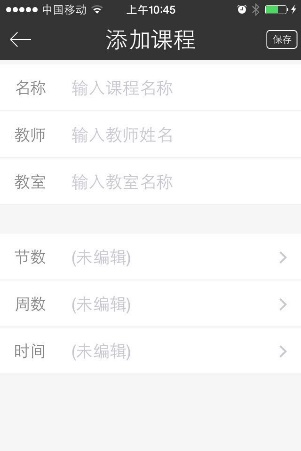 中国移动 上午10:45
添加课程 保存
名称 输入课程名称
教师 输入教师姓名
教室 输入教室名称
节数 (未编辑)
周数 (未编辑)
时间 (未编辑)